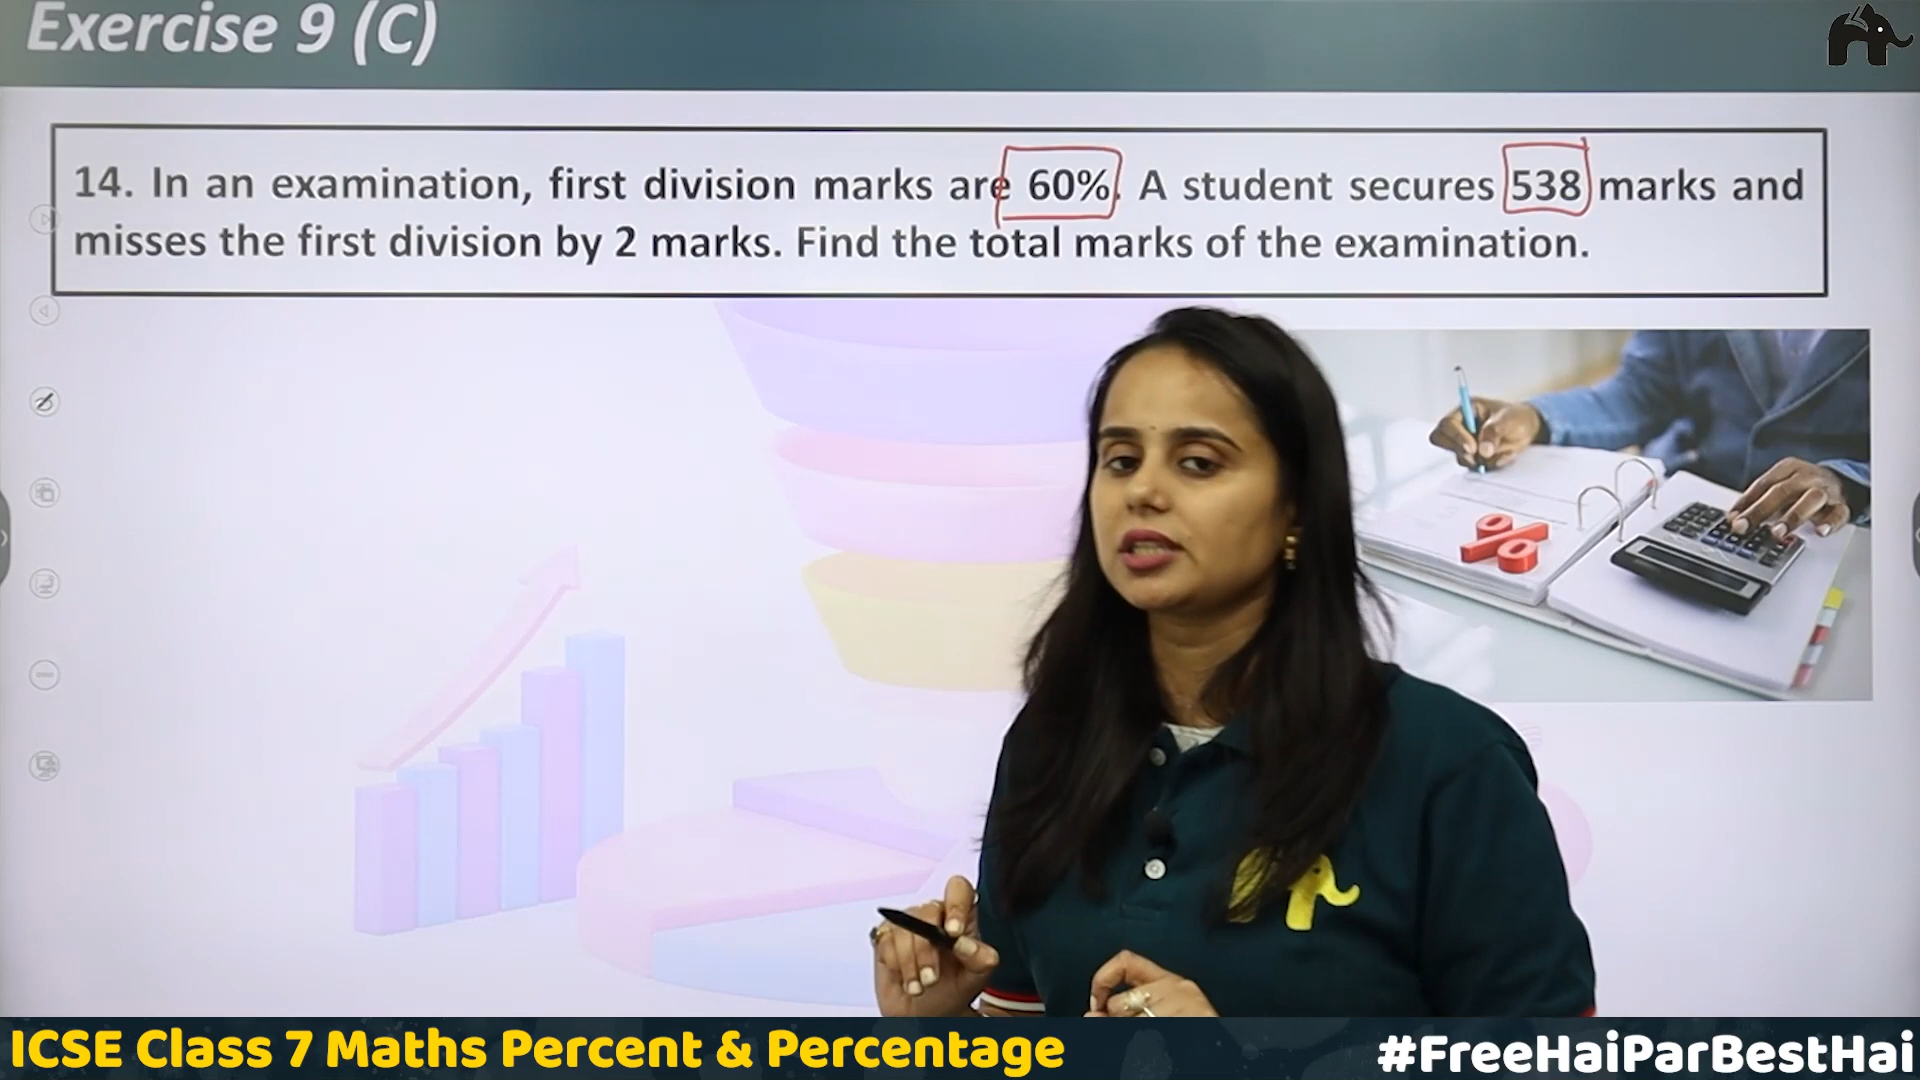 Exercise 9 (C)
14. In an examination, first division marks are 60%. A student secures 538 marks and
misses the first division by 2 marks. Find the total marks of the examination.
%
ICSE Class 7 Maths Percent & Percentage
#FreeHaiParBestHai